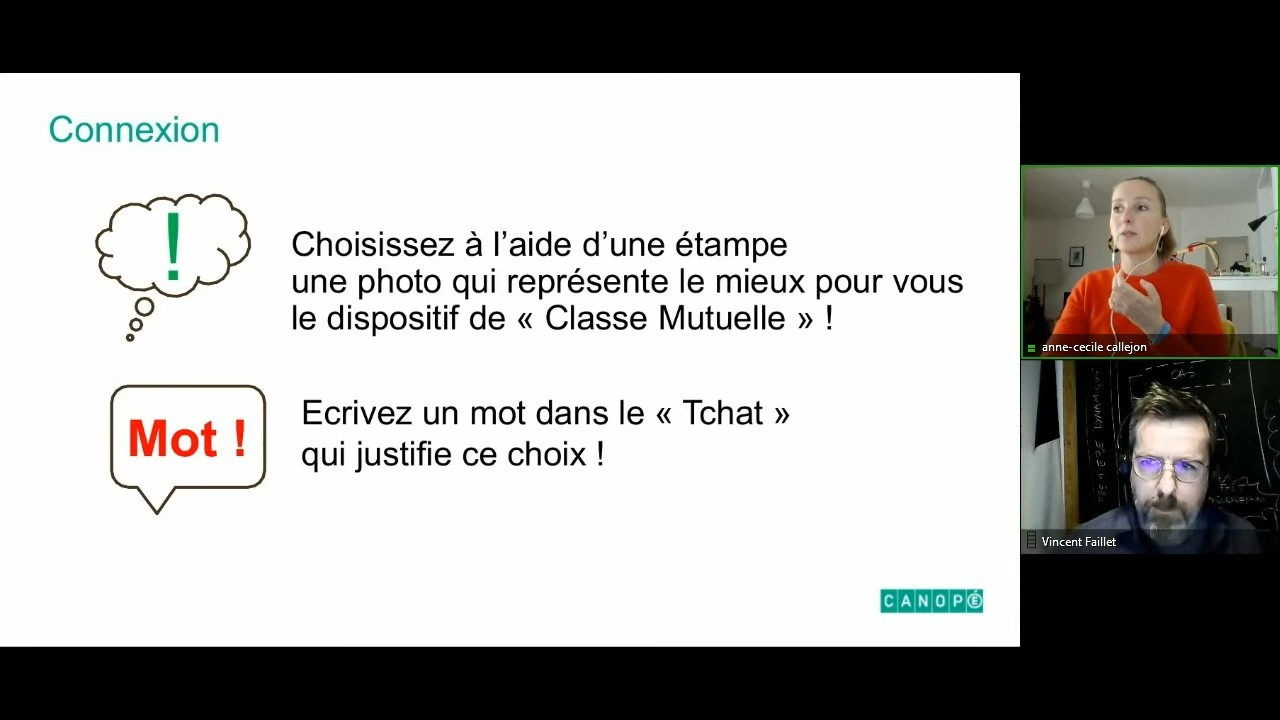 Connexion
!
Choisissez à l’aide d’une étampe
une photo qui représente le mieux pour vous
le dispositif de « Classe Mutuelle » !
Mot !
Ecrivez un mot dans le « Tchat »
qui justifie ce choix !
CANOPÉ
anne-cecile callejon
Vincent Faillet